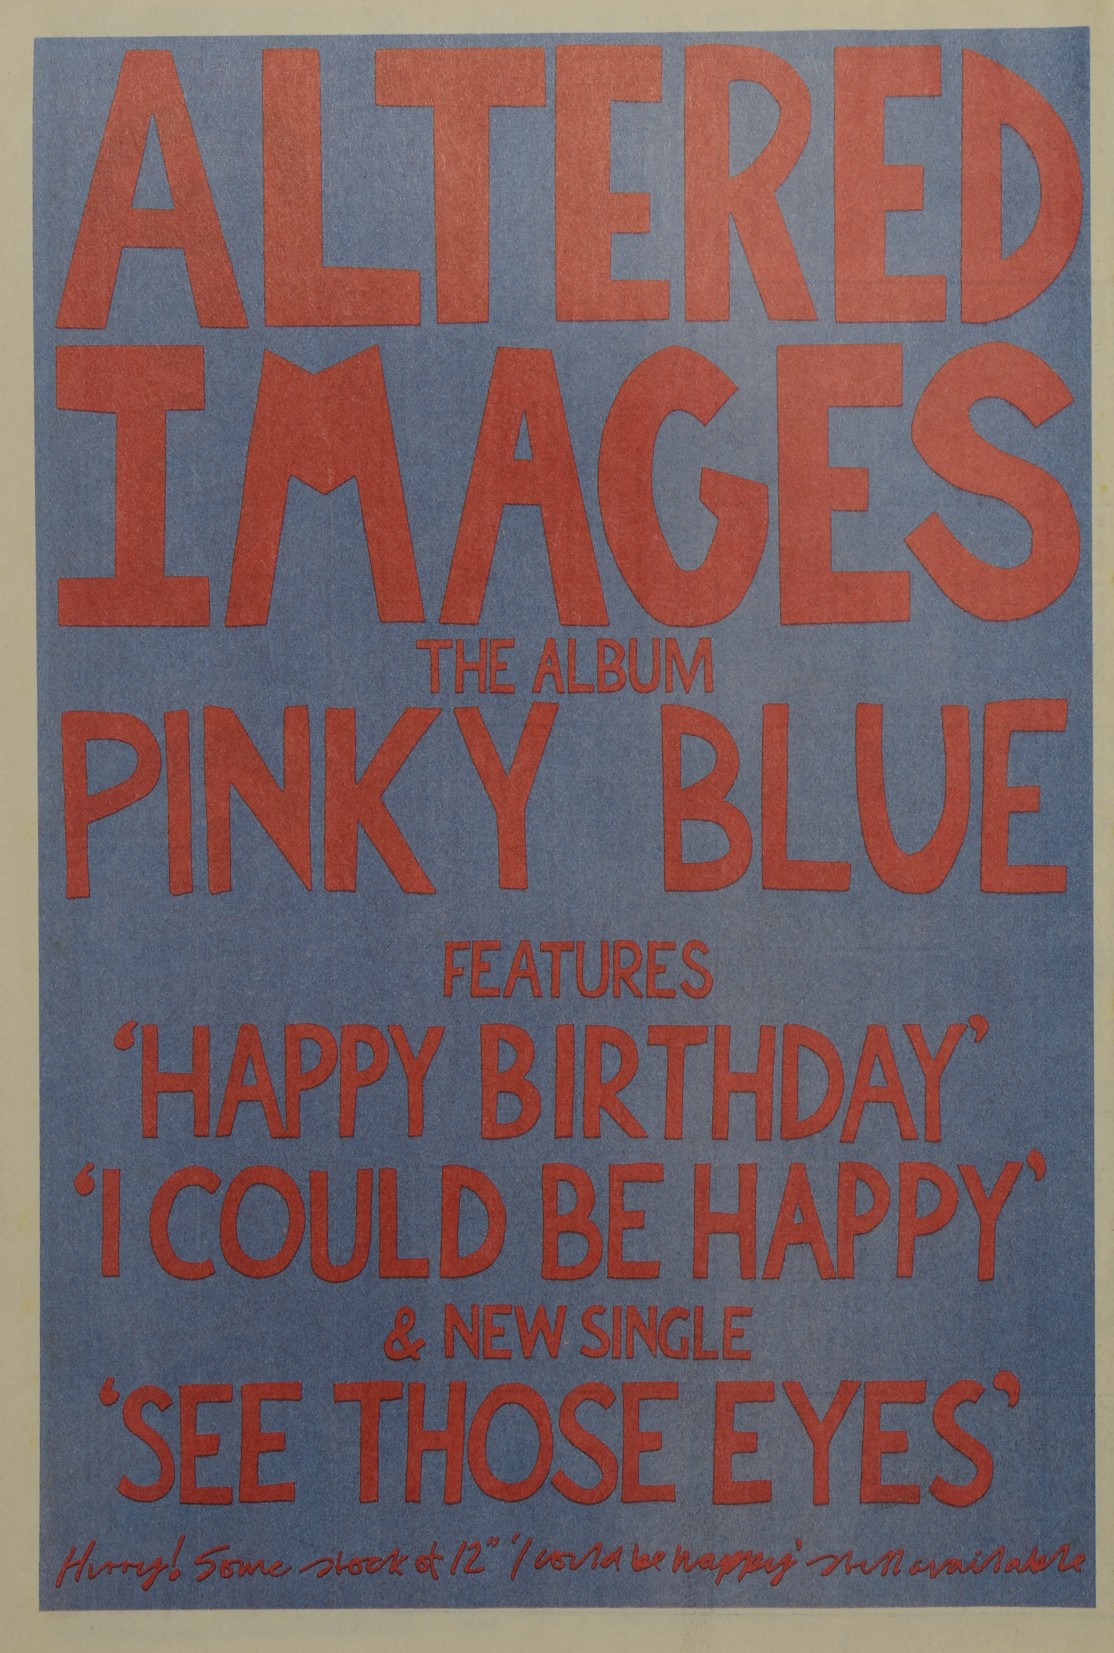 ALTERED
IMAGES
THE ALBUM
PINKY BLUE
FEATURES
‘HAPPY BIRTHDAY’
‘I COULD BE HAPPY’
& NEW SINGLE
‘SEE THOSE EYES’
Hurry! Some stock of 12" ‘I could be happy’ still available